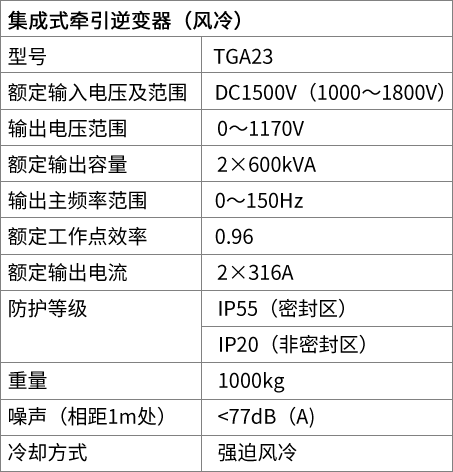 集成式牵引逆变器（风冷）
型号 TGA23
额定输入电压及范围 DC1500V（1000～1800V）
输出电压范围 0～1170V
额定输出容量 2×600kVA
输出主频率范围 0～150Hz
额定工作点效率 0.96
额定输出电流 2×316A
防护等级 IP55（密封区）
IP20（非密封区）
重量 1000kg
噪声（相距1m处） <77dB（A)
冷却方式 强迫风冷